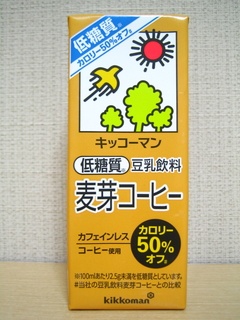 低糖質※
カロリー50%オフ#
キッコーマン
低糖質※ 豆乳飲料
麦芽コーヒー
カフェインレス
コーヒー使用
カロリー
50%
オフ#
※100mlあたり2.5g未満を低糖質としています。
#当社の豆乳飲料麦芽コーヒーとの比較
kikkoman®